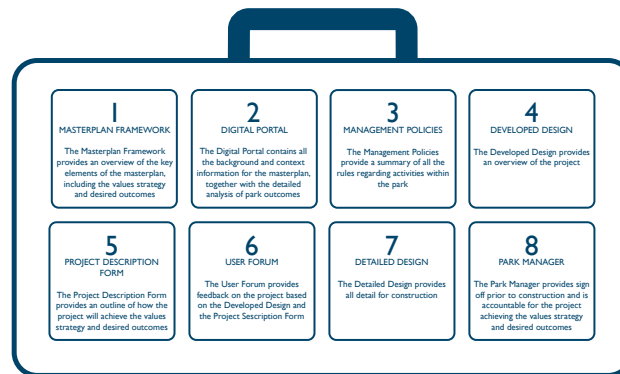 1
MASTERPLAN FRAMEWORK
The Masterplan Framework
provides an overview of the key
elements of the masterplan,
including the values strategy
and desired outcomes
2
DIGITAL PORTAL
The Digital Portal contains all
the background and context
information for the masterplan,
together with the detailed
analysis of park outcomes
3
MANAGEMENT POLICIES
The Management Policies
provide a summary of all the
rules regarding activities within
the park
4
DEVELOPED DESIGN
The Developed Design provides
an overview of the project
5
PROJECT DESCRIPTION
FORM
The Project Description Form
provides an outline of how the
project will achieve the values
strategy and desired outcomes
6
USER FORUM
The User Forum provides
feedback on the project based
on the Developed Design and
the Project Sescription Form
7
DETAILED DESIGN
The Detailed Design provides
all detail for construction
8
PARK MANAGER
The Park Manager provides sign
off prior to construction and is
accountable for the project
achieving the values strategy
and desired outcomes